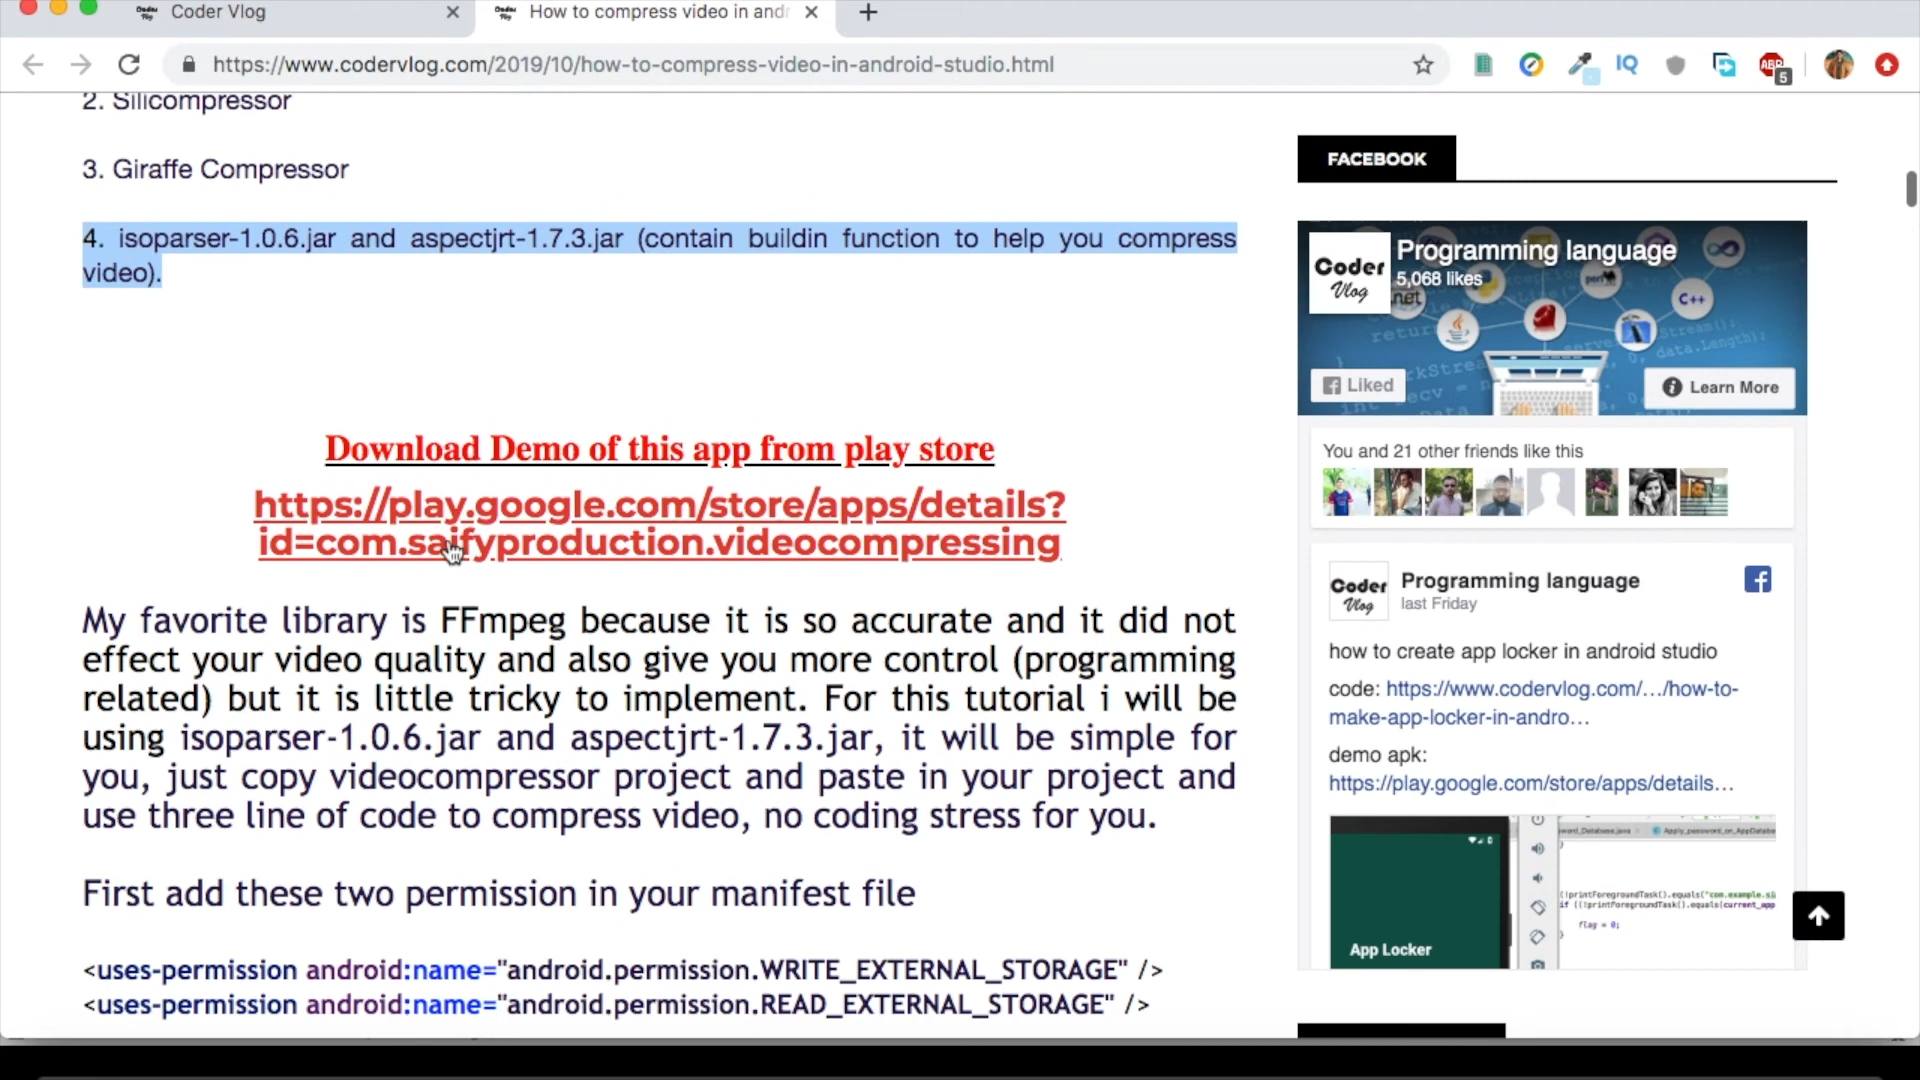 Coder Vlog
How to compress video in andr
https://www.codervlog.com/2019/10/how-to-compress-video-in-android-studio.html
IQ
ABP
5
2. Silicompressor
3. Giraffe Compressor
4. isoparser-1.0.6.jar and aspectjrt-1.7.3.jar (contain buildin function to help you compress
video).
Download Demo of this app from play store
https://play.google.com/store/apps/details?
id=com.saifyproduction.videocompressing
My favorite library is FFmpeg because it is so accurate and it did not
effect your video quality and also give you more control (programming
related) but it is little tricky to implement. For this tutorial i will be
using isoparser-1.0.6.jar and aspectjrt-1.7.3.jar, it will be simple for
you, just copy videocompressor project and paste in your project and
use three line of code to compress video, no coding stress for you.
First add these two permission in your manifest file
<uses-permission android:name="android.permission.WRITE_EXTERNAL_STORAGE" />
<uses-permission android:name="android.permission.READ_EXTERNAL_STORAGE" />
FACEBOOK
Coder
Vlog
Programming language
5,068 likes
.net
C++
Liked
Learn More
You and 21 other friends like this
Coder
Vlog
Programming language
last Friday
how to create app locker in android studio
code: https://www.codervlog.com/…/how-to-
make-app-locker-in-andro…
demo apk:
https://play.google.com/store/apps/details…
App Locker
flag = 0;